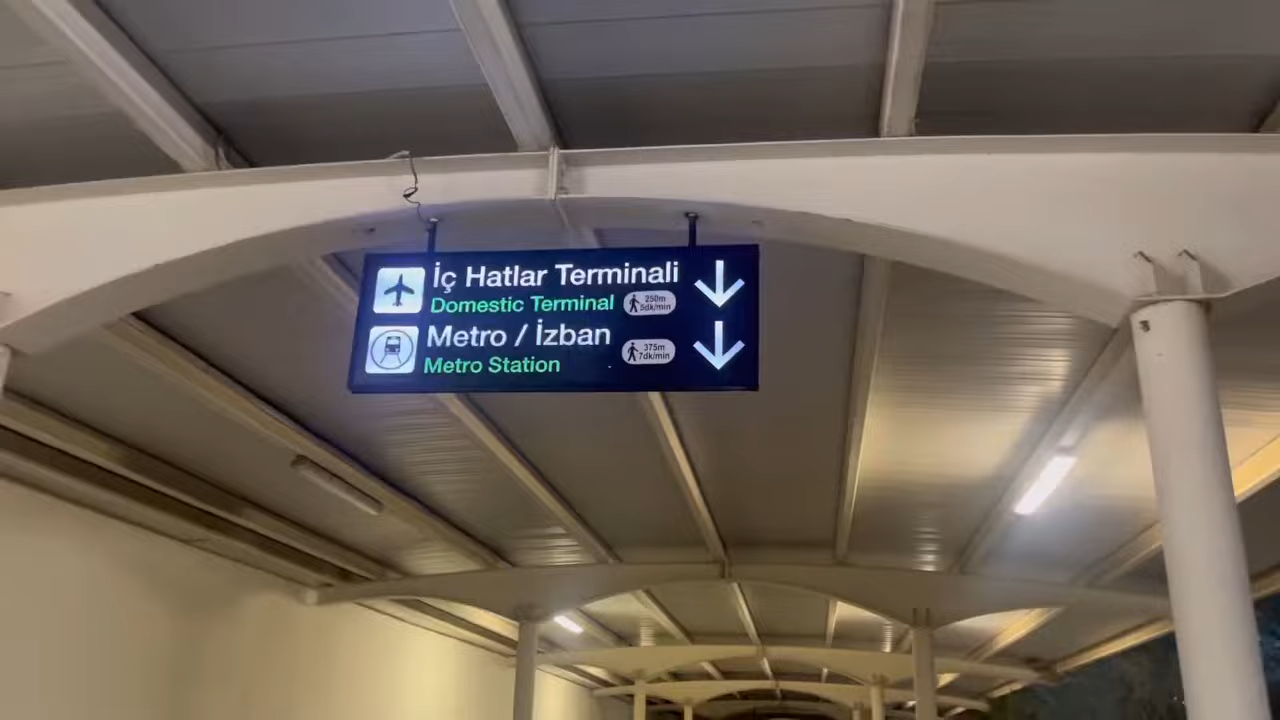 İç Hatlar Terminali
Domestic Terminal
250m
5dk/min
Metro / İzban
Metro Station
375m
7dk/min